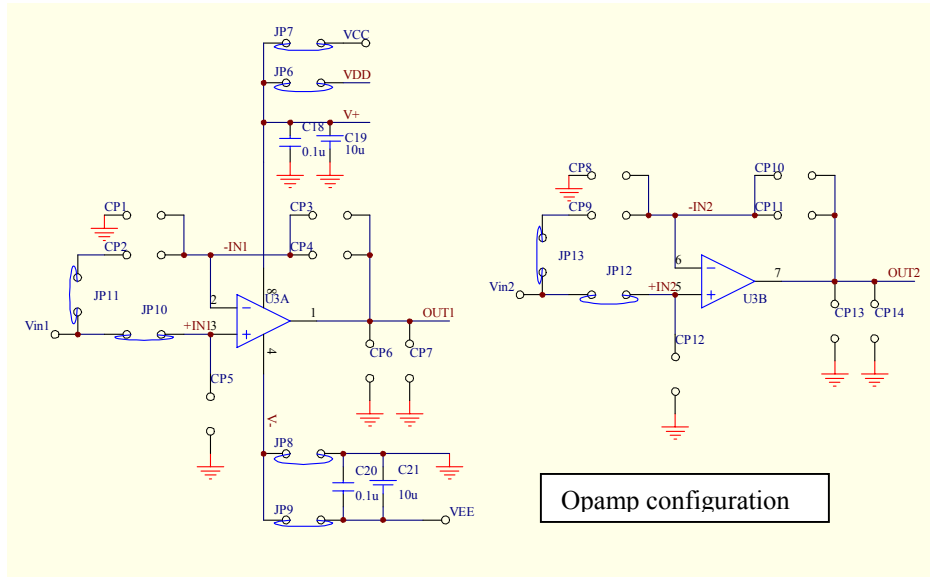 JP7
VCC
JP6
VDD
V+
C18
0.1u
C19
10u
CP1
CP2
CP3
CP4
-IN1
JP11
JP10
Vin1
+IN1
3
2
8
U3A
1
OUT1
4
CP5
CP6
CP7
V-
JP8
C20
0.1u
C21
10u
JP9
VEE
CP8
CP9
CP10
CP11
-IN2
JP13
JP12
Vin2
+IN2
5
6
7
U3B
OUT2
CP12
CP13
CP14
Opamp configuration